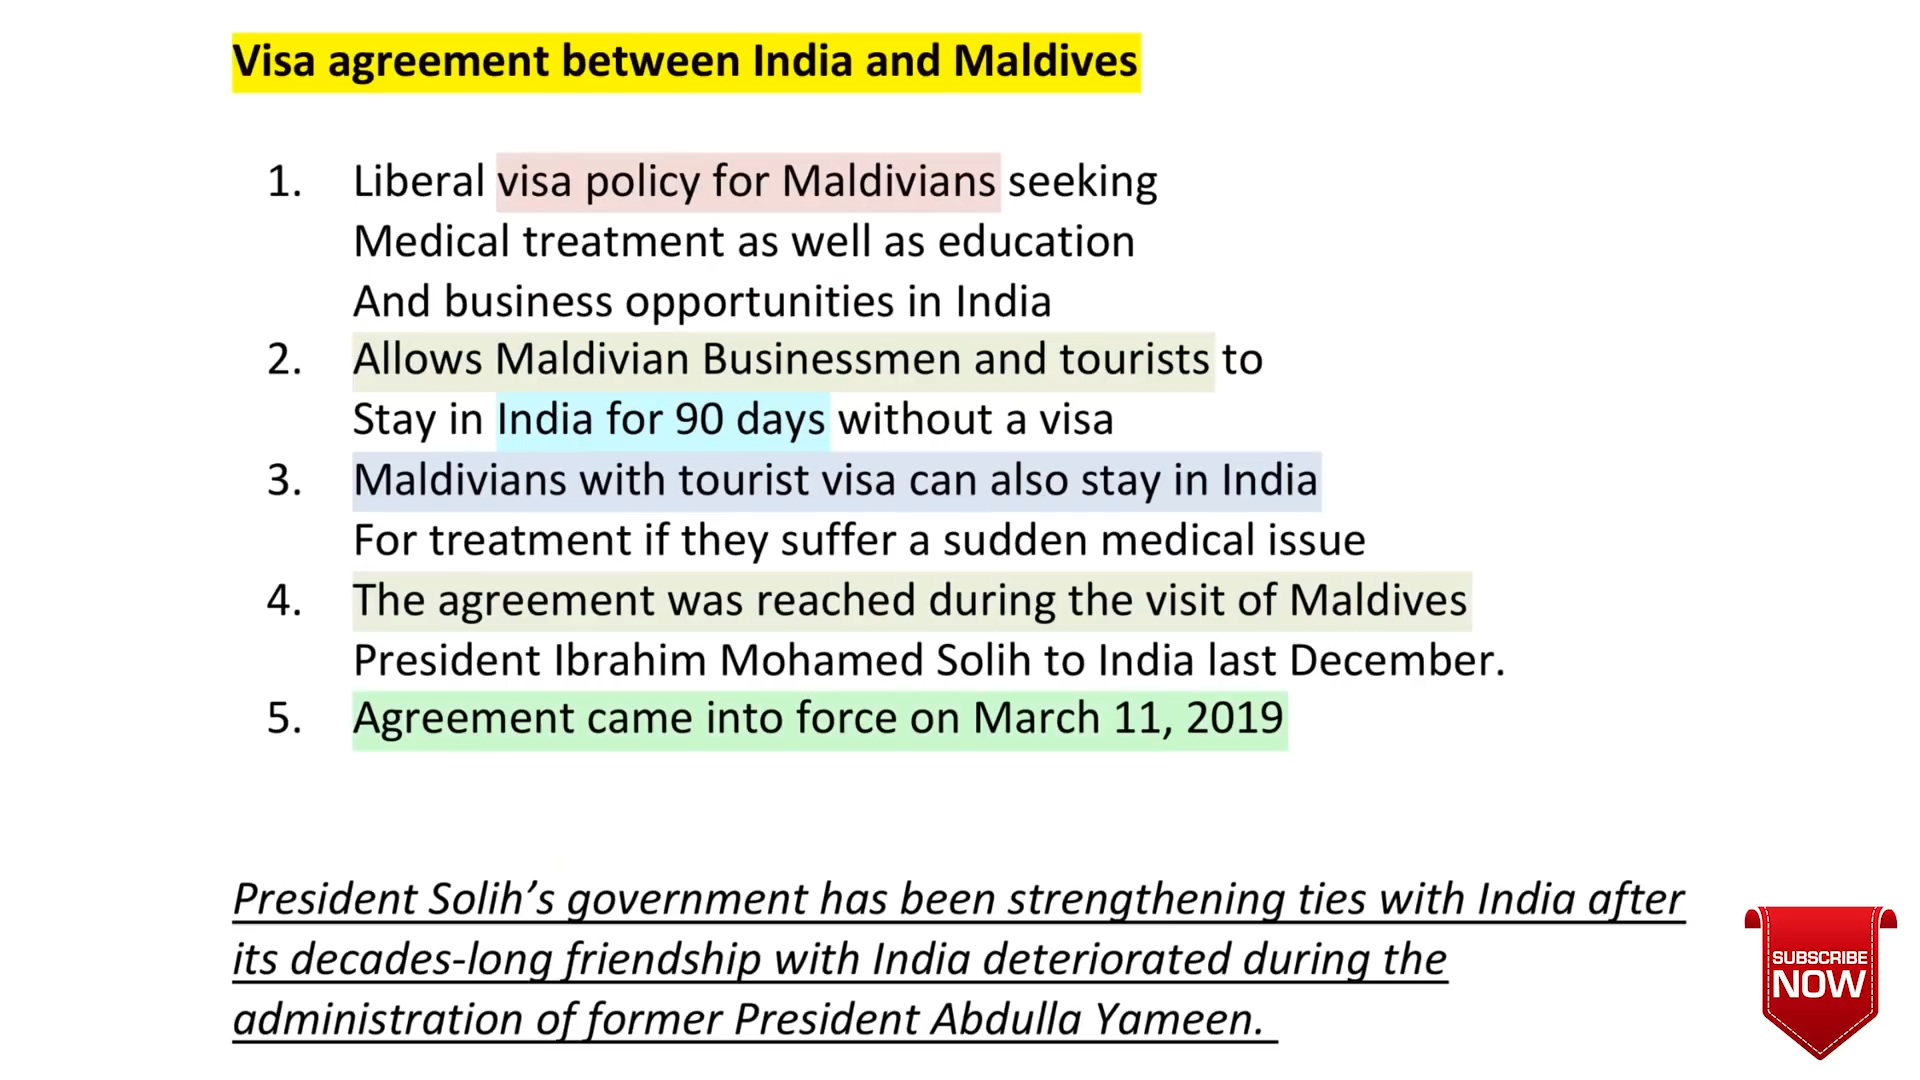 Visa agreement between India and Maldives
1. Liberal visa policy for Maldivians seeking
Medical treatment as well as education
And business opportunities in India
2. Allows Maldivian Businessmen and tourists to
Stay in India for 90 days without a visa
3. Maldivians with tourist visa can also stay in India
For treatment if they suffer a sudden medical issue
4. The agreement was reached during the visit of Maldives
President Ibrahim Mohamed Solih to India last December.
5. Agreement came into force on March 11, 2019
President Solih’s government has been strengthening ties with India after
its decades-long friendship with India deteriorated during the
administration of former President Abdulla Yameen.
SUBSCRIBE
NOW